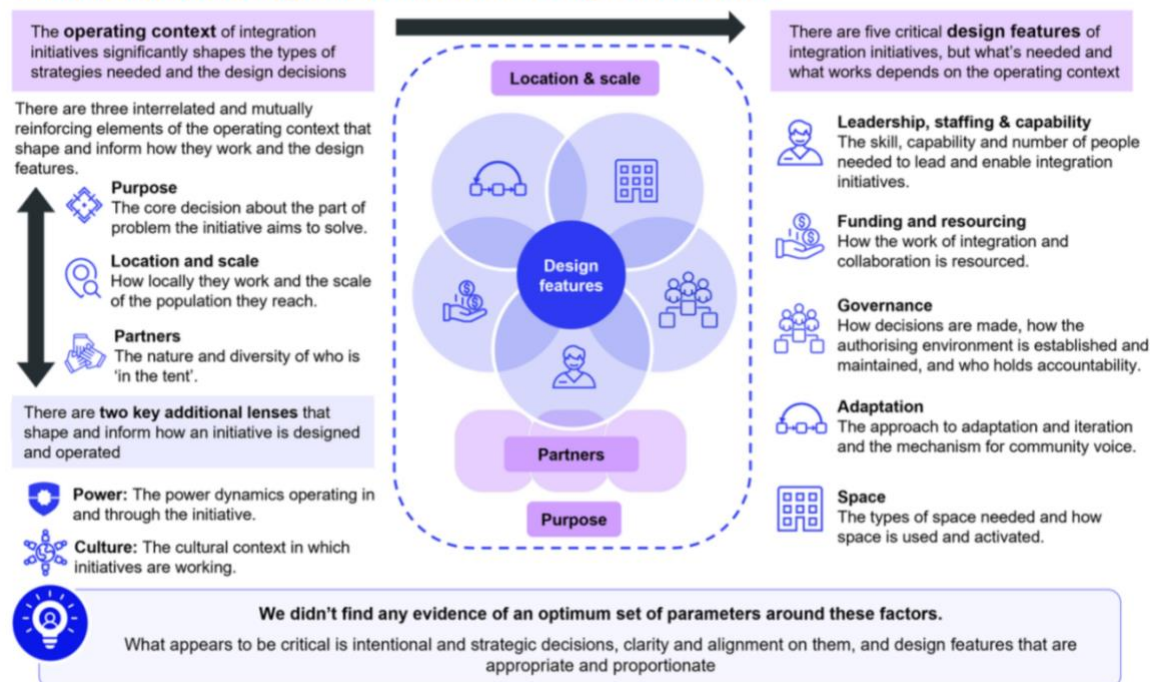 The operating context of integration
initiatives significantly shapes the types of
strategies needed and the design decisions
There are three interrelated and mutually
reinforcing elements of the operating context that
shape and inform how they work and the design
features.
Purpose
The core decision about the part of
problem the initiative aims to solve.
Location and scale
How locally they work and the scale
of the population they reach.
Partners
The nature and diversity of who is
'in the tent'.
There are two key additional lenses that
shape and inform how an initiative is designed
and operated
Power: The power dynamics operating in
and through the initiative.
Culture: The cultural context in which
initiatives are working.
Location & scale
Design
features
Partners
Purpose
There are five critical design features of
integration initiatives, but what's needed and
what works depends on the operating context
Leadership, staffing & capability
The skill, capability and number of people
needed to lead and enable integration
initiatives.
Funding and resourcing
How the work of integration and
collaboration is resourced.
Governance
How decisions are made, how the
authorising environment is established and
maintained, and who holds accountability.
Adaptation
The approach to adaptation and iteration
and the mechanism for community voice.
Space
The types of space needed and how
space is used and activated.
We didn't find any evidence of an optimum set of parameters around these factors.
What appears to be critical is intentional and strategic decisions, clarity and alignment on them, and design features that are
appropriate and proportionate